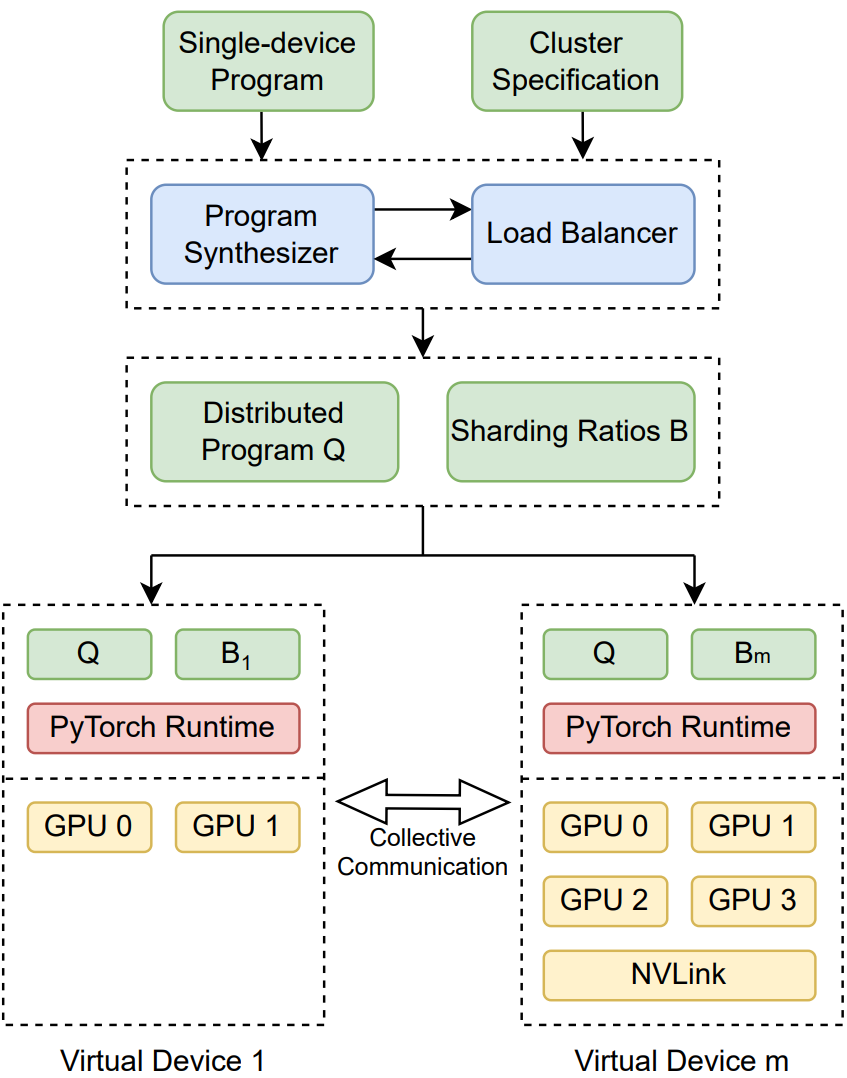 Single-device
Program
Cluster
Specification
Program
Synthesizer
Load Balancer
Distributed
Program Q
Sharding Ratios B
Q
B1
PyTorch Runtime
GPU 0
GPU 1
Virtual Device 1
Collective
Communication
Q
Bm
PyTorch Runtime
GPU 0
GPU 1
GPU 2
GPU 3
NVLink
Virtual Device m